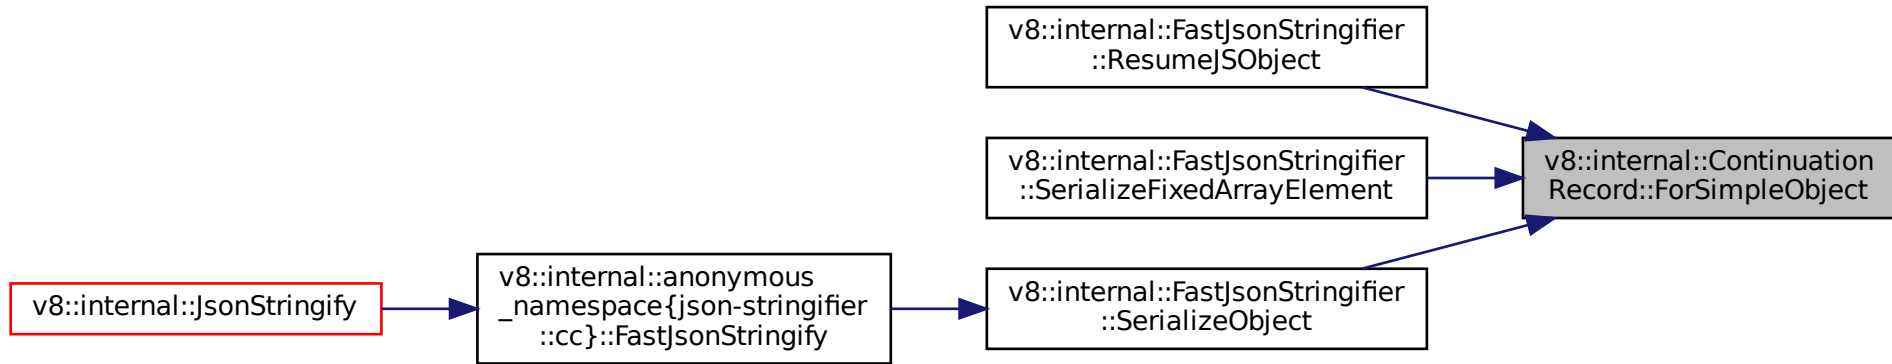 v8::internal::FastJsonStringifier
::ResumeJSObject
v8::internal::FastJsonStringifier
::SerializeFixedArrayElement
v8::internal::Continuation
Record::ForSimpleObject
v8::internal::JsonStringify
v8::internal::anonymous
_namespace{json-stringifier
::cc}::FastJsonStringify
v8::internal::FastJsonStringifier
::SerializeObject